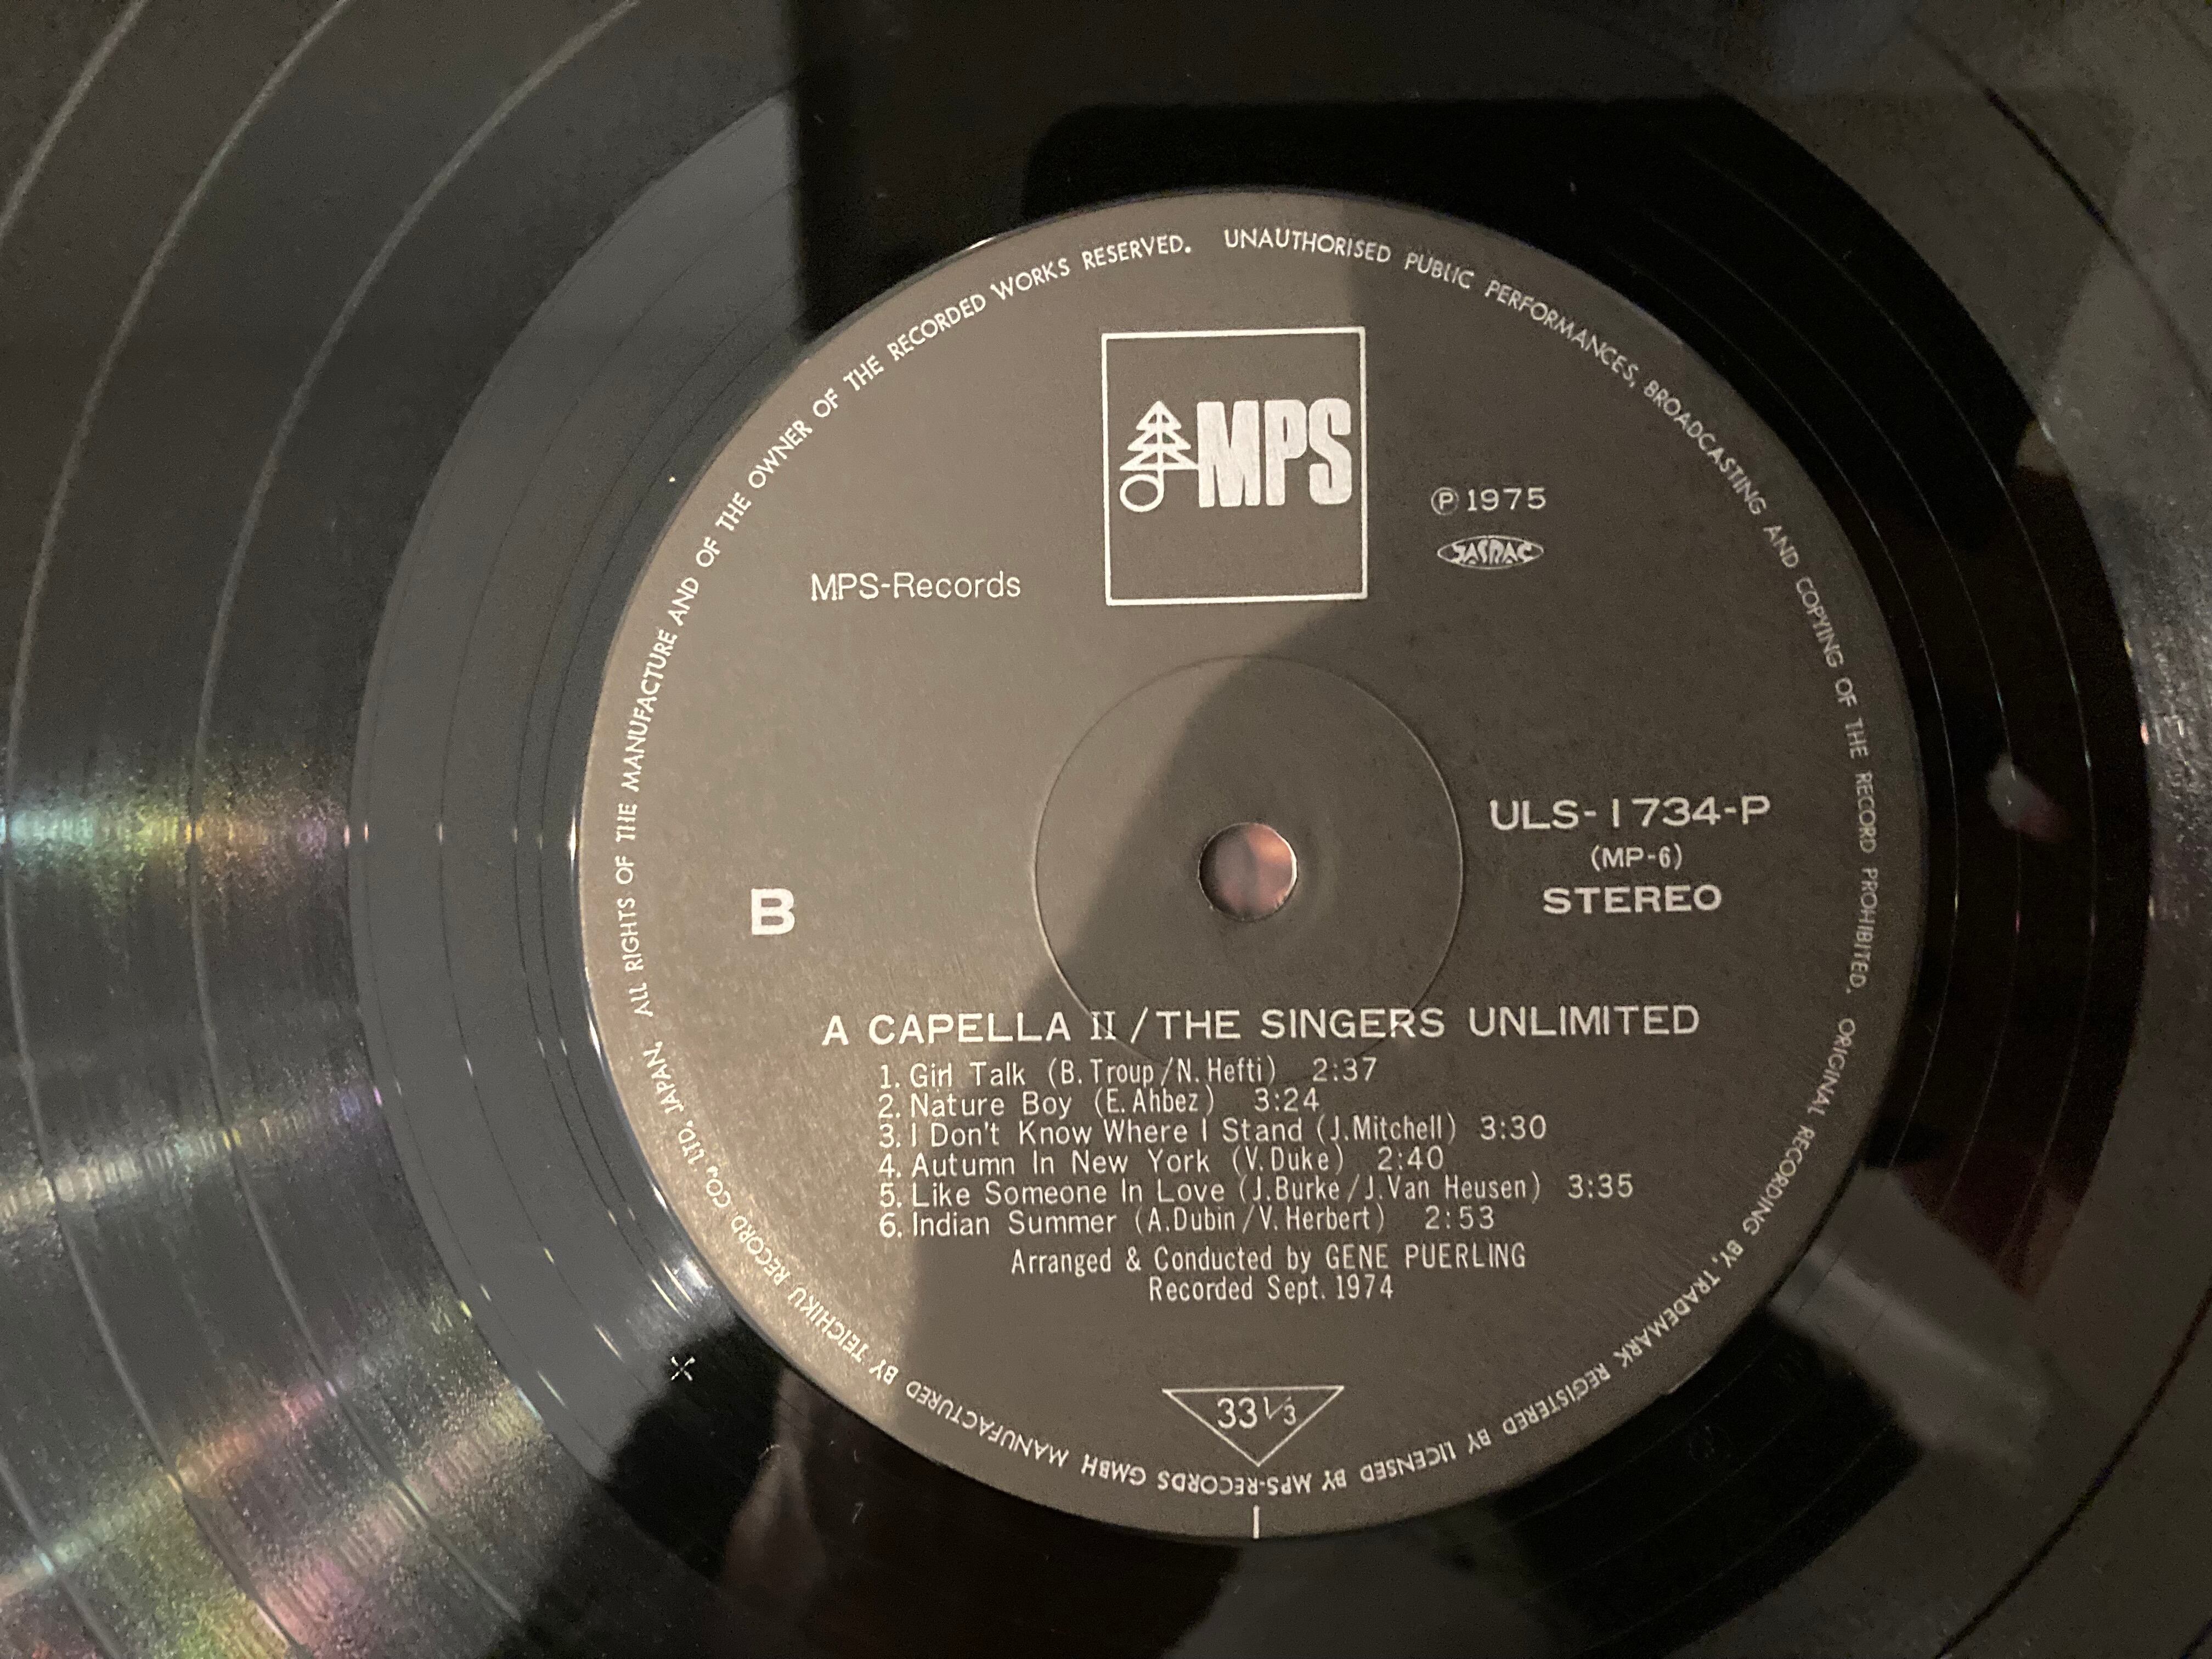 ALL RIGHTS OF THE MANUFACTURE AND OF THE OWNER OF THE RECORDED WORKS RESERVED. UNAUTHORISED PUBLIC PERFORMANCES, BROADCASTING AND COPYING OF THE RECORD PROHIBITED. ORIGINAL RECORDING BY, TRADEMARK REGISTERED BY LICENSED BY MPS-RECORDS GMBH MANUFACTURED BY TEICHIKU RECORD CO., LTD. JAPAN.
MPS
℗ 1975
JASRAC
MPS-Records
ULS-1734-P
(MP-6)
STEREO
B
A CAPELLA II / THE SINGERS UNLIMITED
1. Girl Talk (B. Troup/N. Hefti) 2:37
2. Nature Boy (E. Ahbez) 3:24
3. I Don't Know Where I Stand (J. Mitchell) 3:30
4. Autumn In New York (V. Duke) 2:40
5. Like Someone In Love (J. Burke/J. Van Heusen) 3:35
6. Indian Summer (A. Dubin/V. Herbert) 2:53
Arranged & Conducted by GENE PUERLING
Recorded Sept. 1974
33 1/3